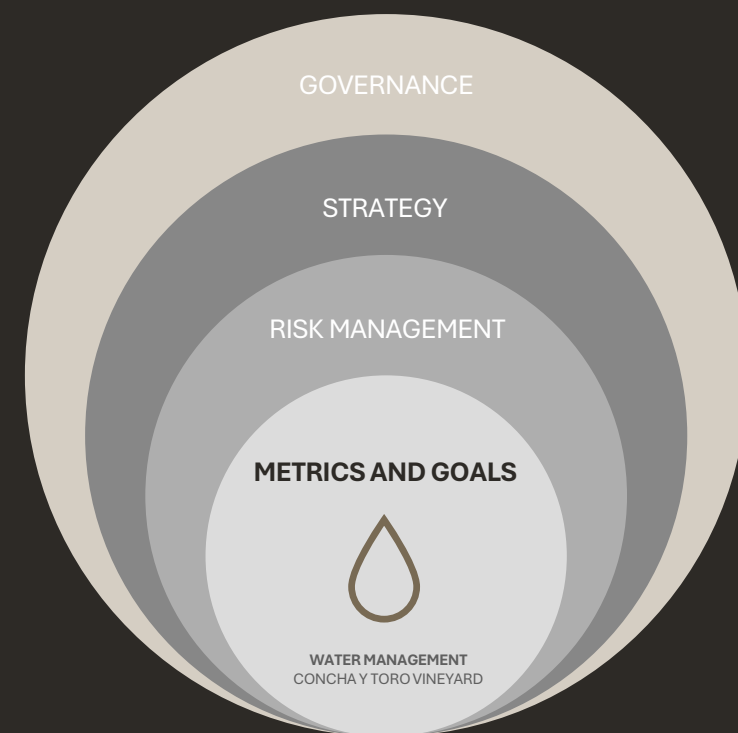 GOVERNANCE
STRATEGY
RISK MANAGEMENT
METRICS AND GOALS
WATER MANAGEMENT
CONCHA Y TORO VINEYARD